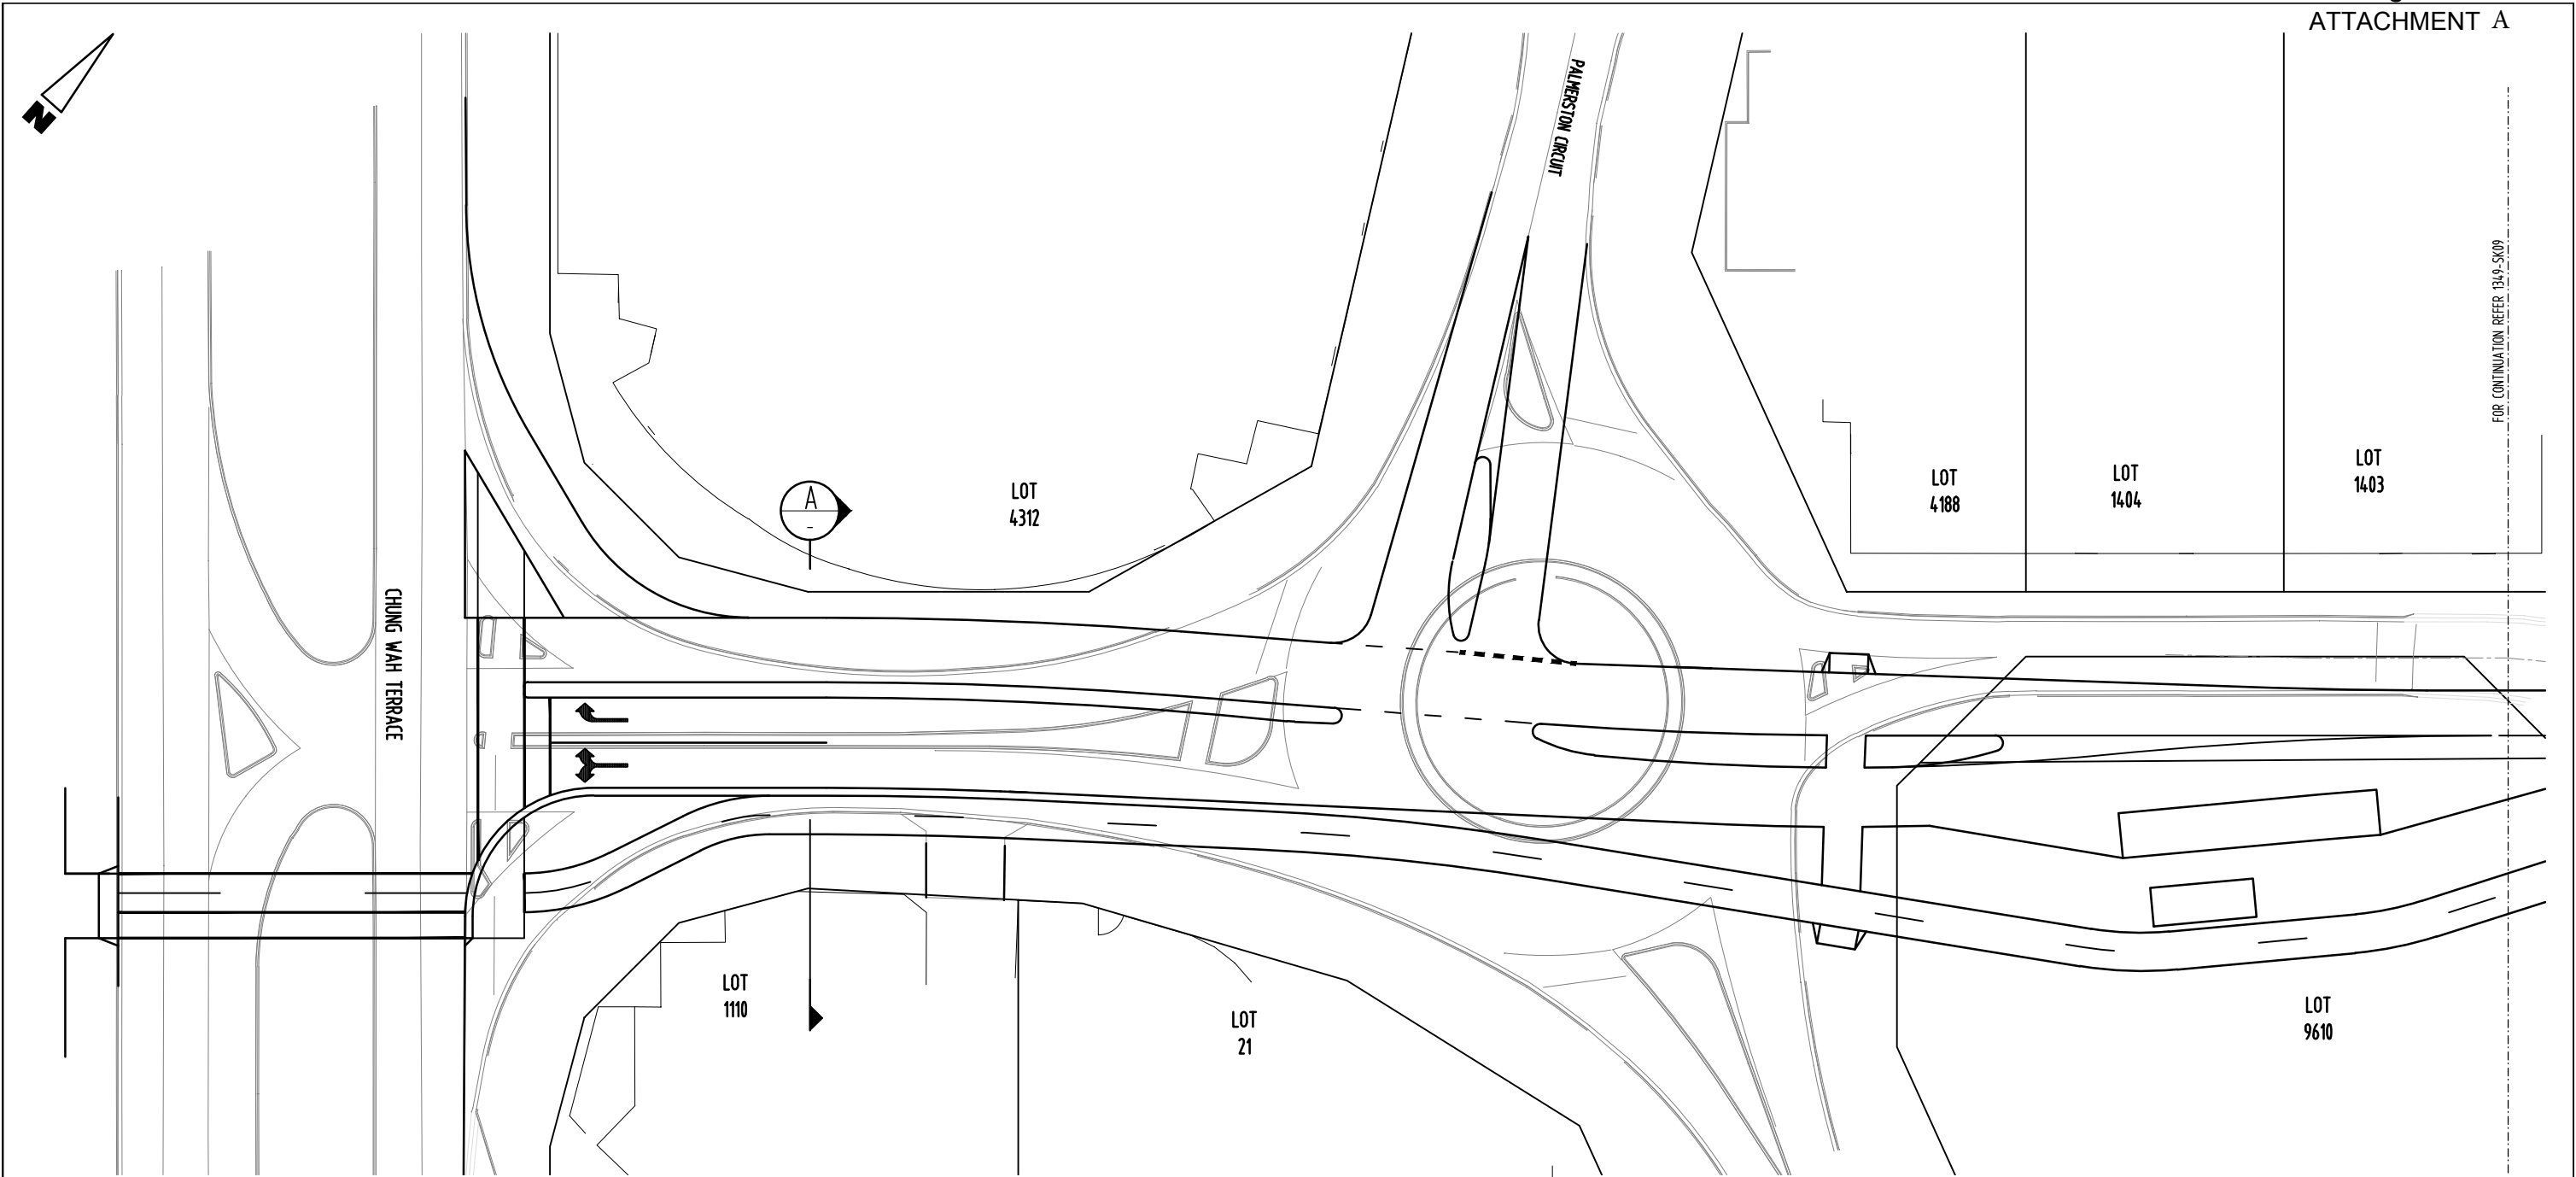 ATTACHMENT A
N
PALMERSTON CIRCUIT
FOR CONTINUATION REFER 1349-SK09
LOT
4312
A
-
LOT
4188
LOT
1404
LOT
1403
CHUNG WAH TERRACE
LOT
1110
LOT
21
LOT
9610